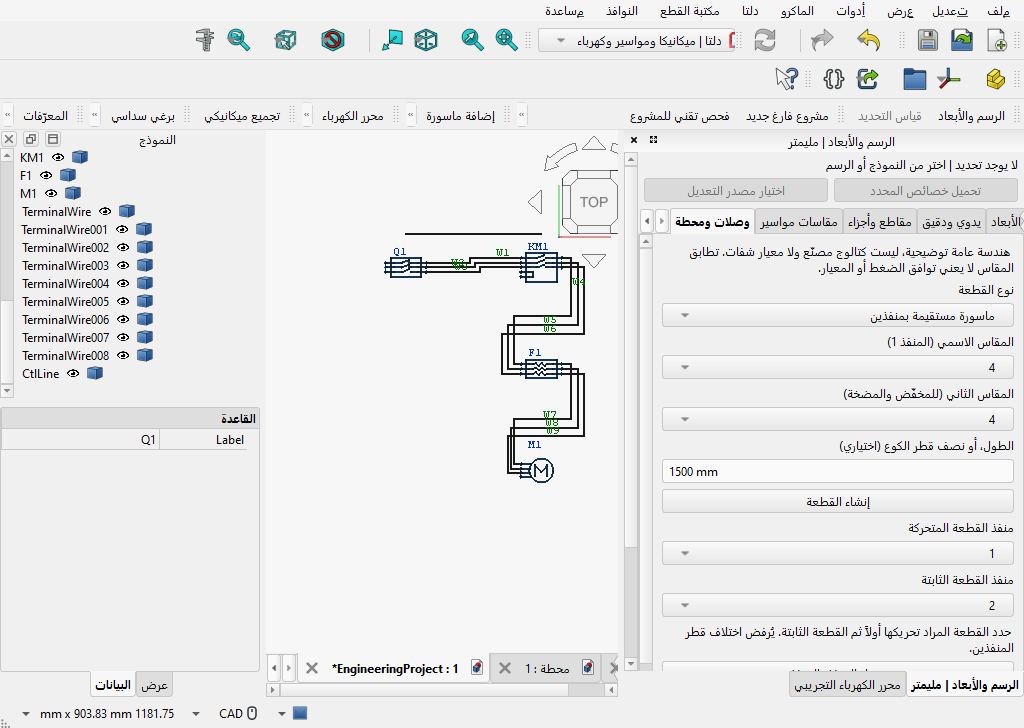 ملف تعديل عرض أدوات الماكرو دلتا مكتبة القطع النوافذ مساعدة
دلتا | ميكانيكا ومواسير وكهرباء
الرسم والأبعاد قياس التحديد مشروع فارغ جديد فحص تقني للمشروع
إضافة ماسورة
محرر الكهرباء
تجميع ميكانيكي
برغي سداسي
المعرّفات
الرسم والأبعاد | مليمتر
لا يوجد تحديد | اختر من النموذج أو الرسم
تحميل خصائص المحدد
اختيار مصدر التعديل
الأبعاد
يدوي ودقيق
مقاطع وأجزاء
مقاسات مواسير
وصلات ومحطة
هندسة عامة توضيحية، ليست كتالوج مصنّع ولا معيار شفات. تطابق
المقاس لا يعني توافق الضغط أو المعيار.
نوع القطعة
ماسورة مستقيمة بمنفذين
المقاس الاسمي (المنفذ 1)
4
المقاس الثاني (للمخفّض والمضخة)
4
الطول، أو نصف قطر الكوع (اختياري)
1500 mm
إنشاء القطعة
منفذ القطعة المتحركة
1
منفذ القطعة الثابتة
2
حدد القطعة المراد تحريكها أولاً ثم القطعة الثابتة. يُرفض اختلاف قطر
المنفذين.
الرسم والأبعاد | مليمتر
محرر الكهرباء التجريبي
TOP
Q1
W1
KM1
W4
W5
W6
F1
W7
W8
W9
M1
M
محطة : 1
*EngineeringProject : 1
النموذج
KM1
F1
M1
TerminalWire
TerminalWire001
TerminalWire002
TerminalWire003
TerminalWire004
TerminalWire005
TerminalWire006
TerminalWire007
TerminalWire008
CtlLine
القاعدة
Label Q1
عرض
البيانات
CAD
1181.75 mm x 903.83 mm